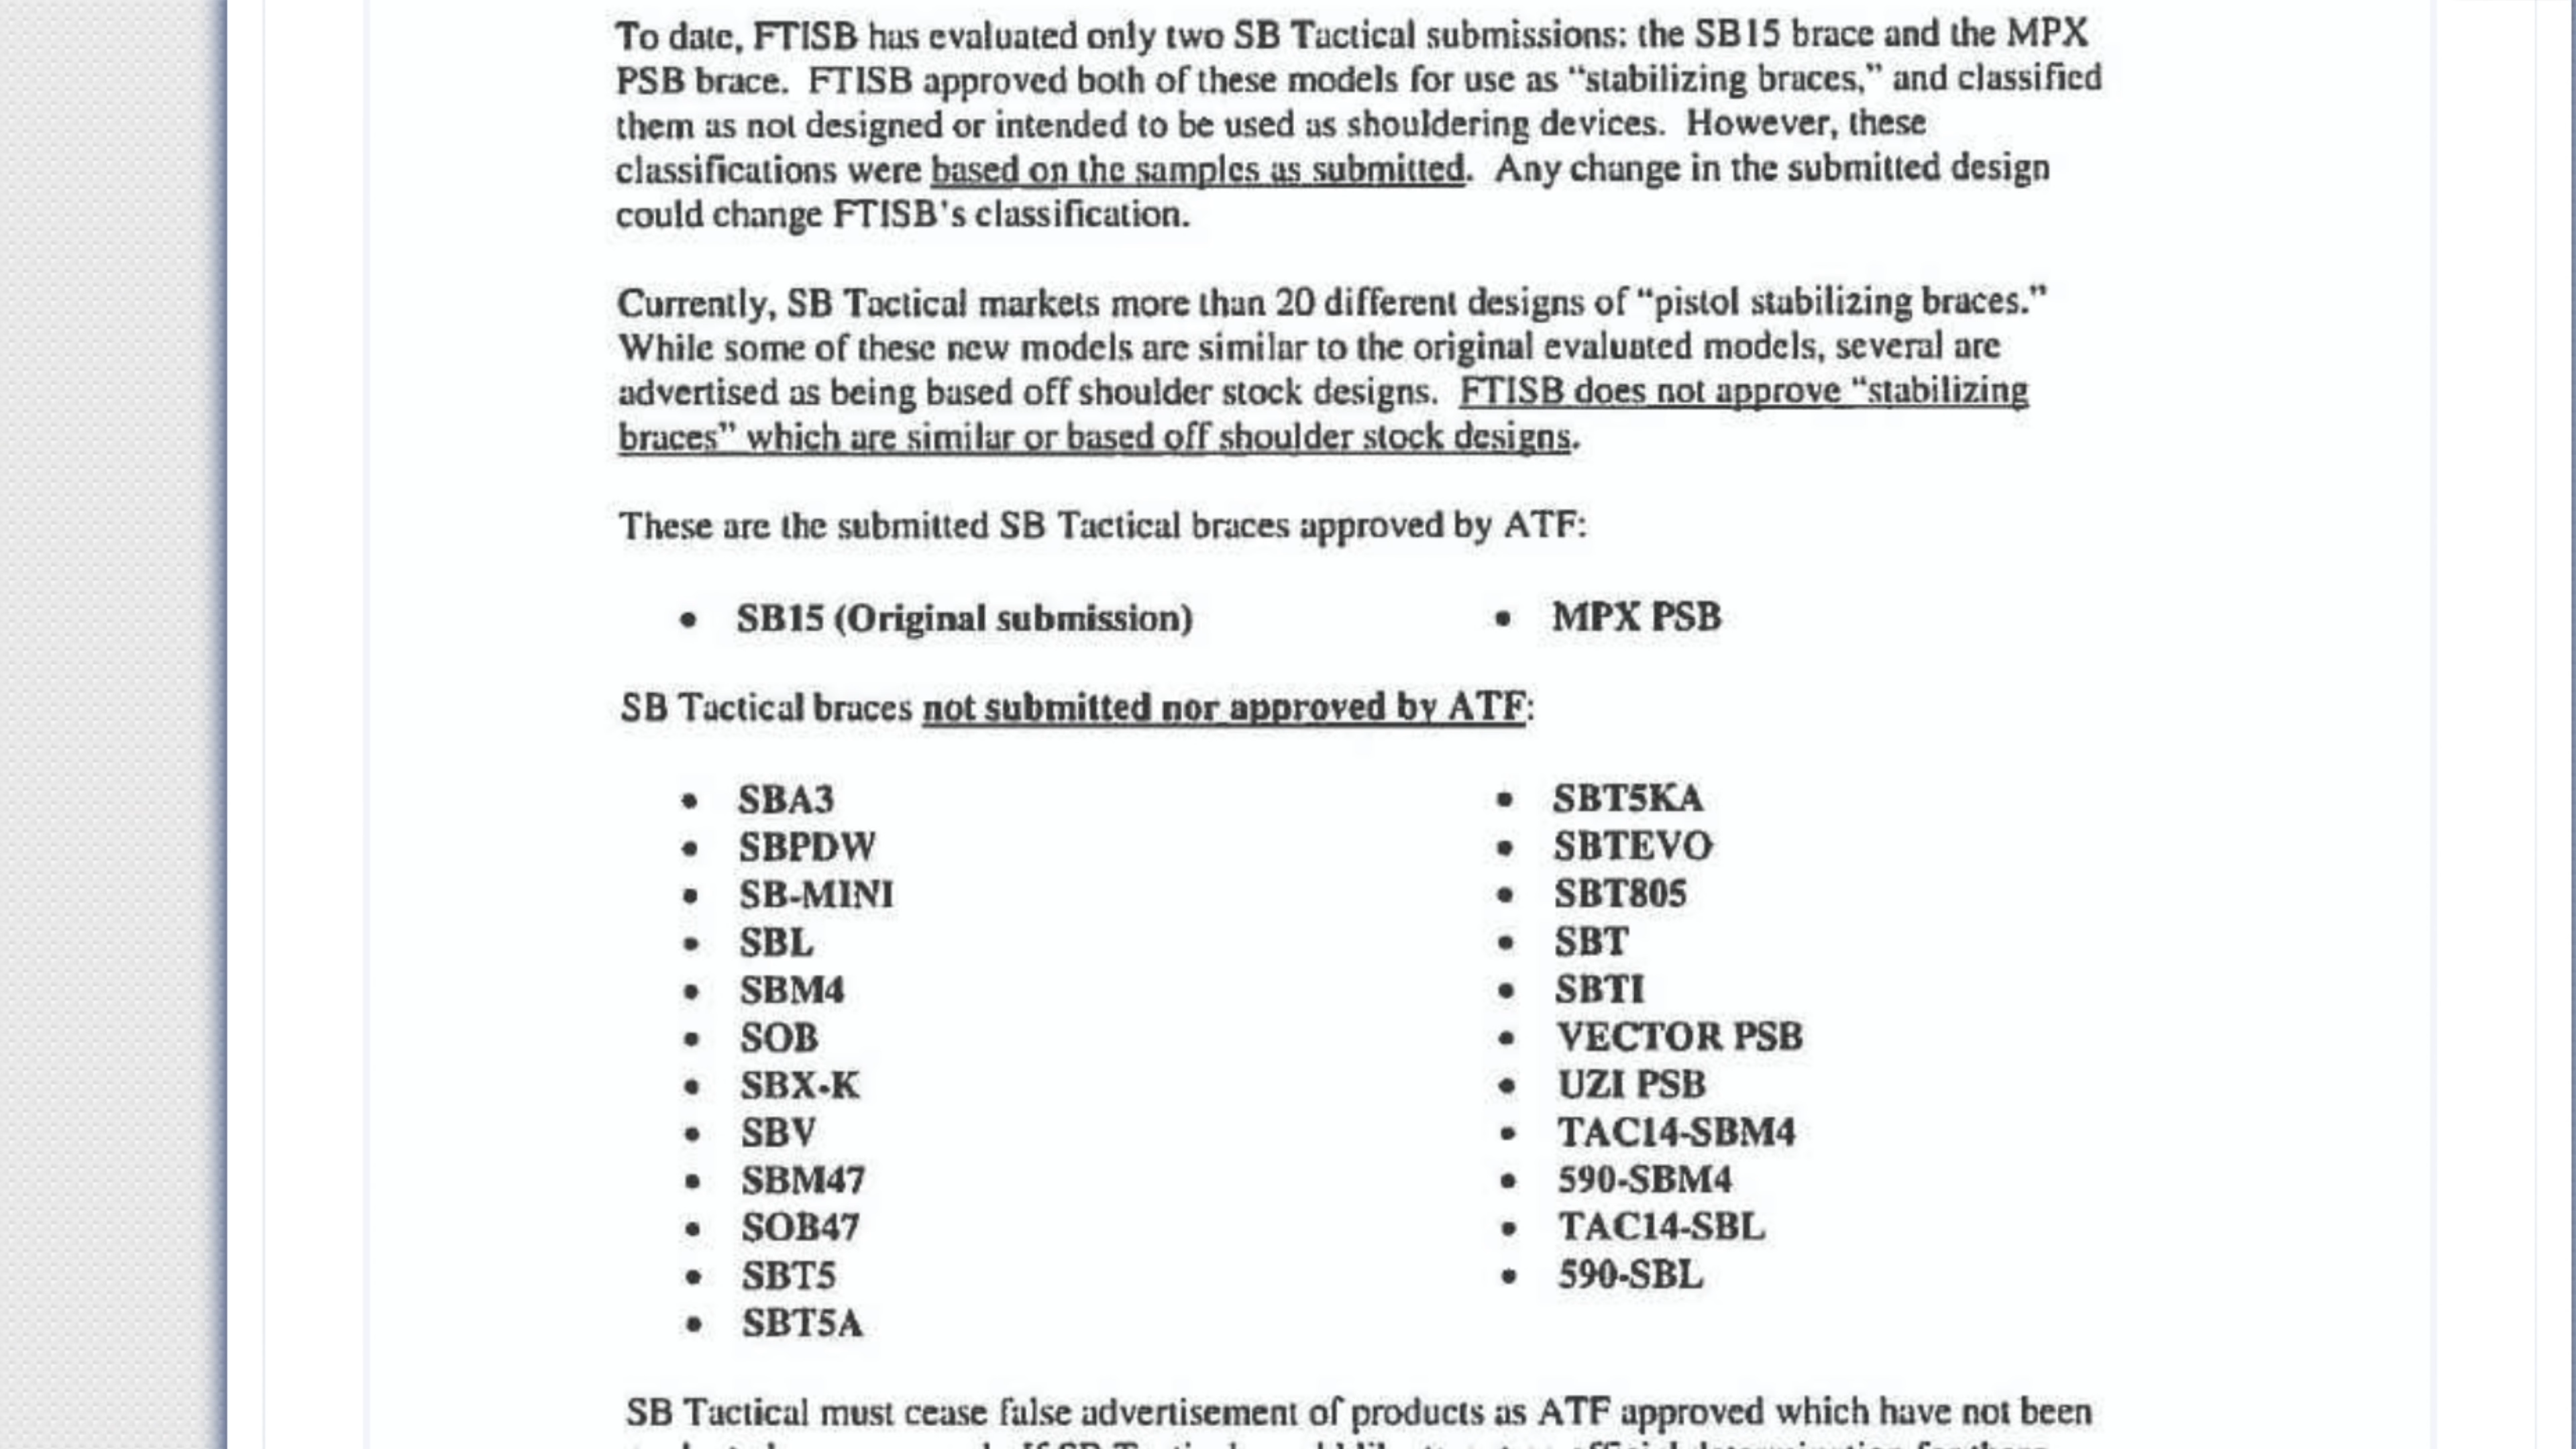 To date, FTISB has evaluated only two SB Tactical submissions: the SB15 brace and the MPX
PSB brace. FTISB approved both of these models for use as “stabilizing braces,” and classified
them as not designed or intended to be used as shouldering devices. However, these
classifications were based on the samples as submitted. Any change in the submitted design
could change FTISB's classification.
Currently, SB Tactical markets more than 20 different designs of “pistol stabilizing braces.”
While some of these new models are similar to the original evaluated models, several are
advertised as being based off shoulder stock designs. FTISB does not approve “stabilizing
braces” which are similar or based off shoulder stock designs.
These are the submitted SB Tactical braces approved by ATF:
• SB15 (Original submission)
• MPX PSB
SB Tactical braces not submitted nor approved by ATF:
• SBA3
• SBPDW
• SB-MINI
• SBL
• SBM4
• SOB
• SBX-K
• SBV
• SBM47
• SOB47
• SBT5
• SBT5A
• SBT5KA
• SBTEVO
• SBT805
• SBT
• SBTI
• VECTOR PSB
• UZI PSB
• TAC14-SBM4
• 590-SBM4
• TAC14-SBL
• 590-SBL
SB Tactical must cease false advertisement of products as ATF approved which have not been